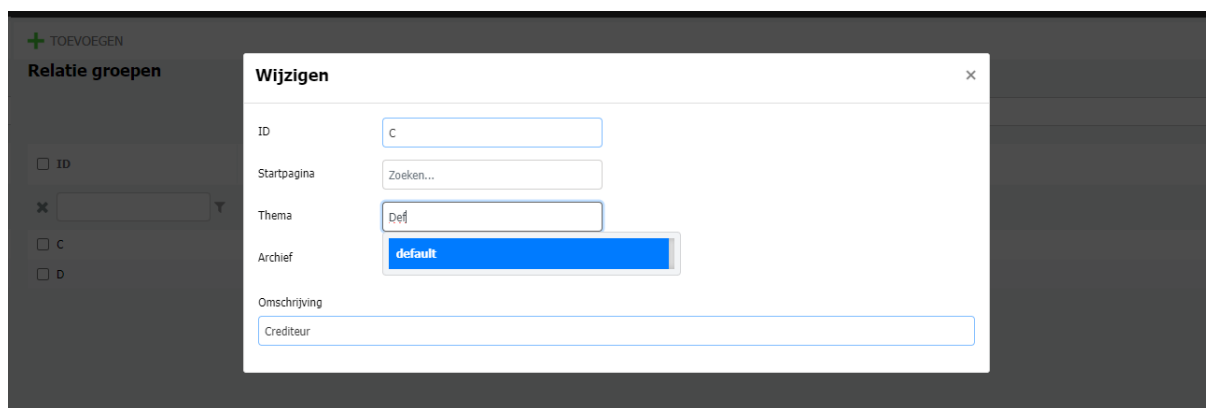 TOEVOEGEN
Relatie groepen
ID
C
D
Wijzigen
×
ID
C
Startpagina
Zoeken...
Thema
Def
default
Archief
Omschrijving
Crediteur